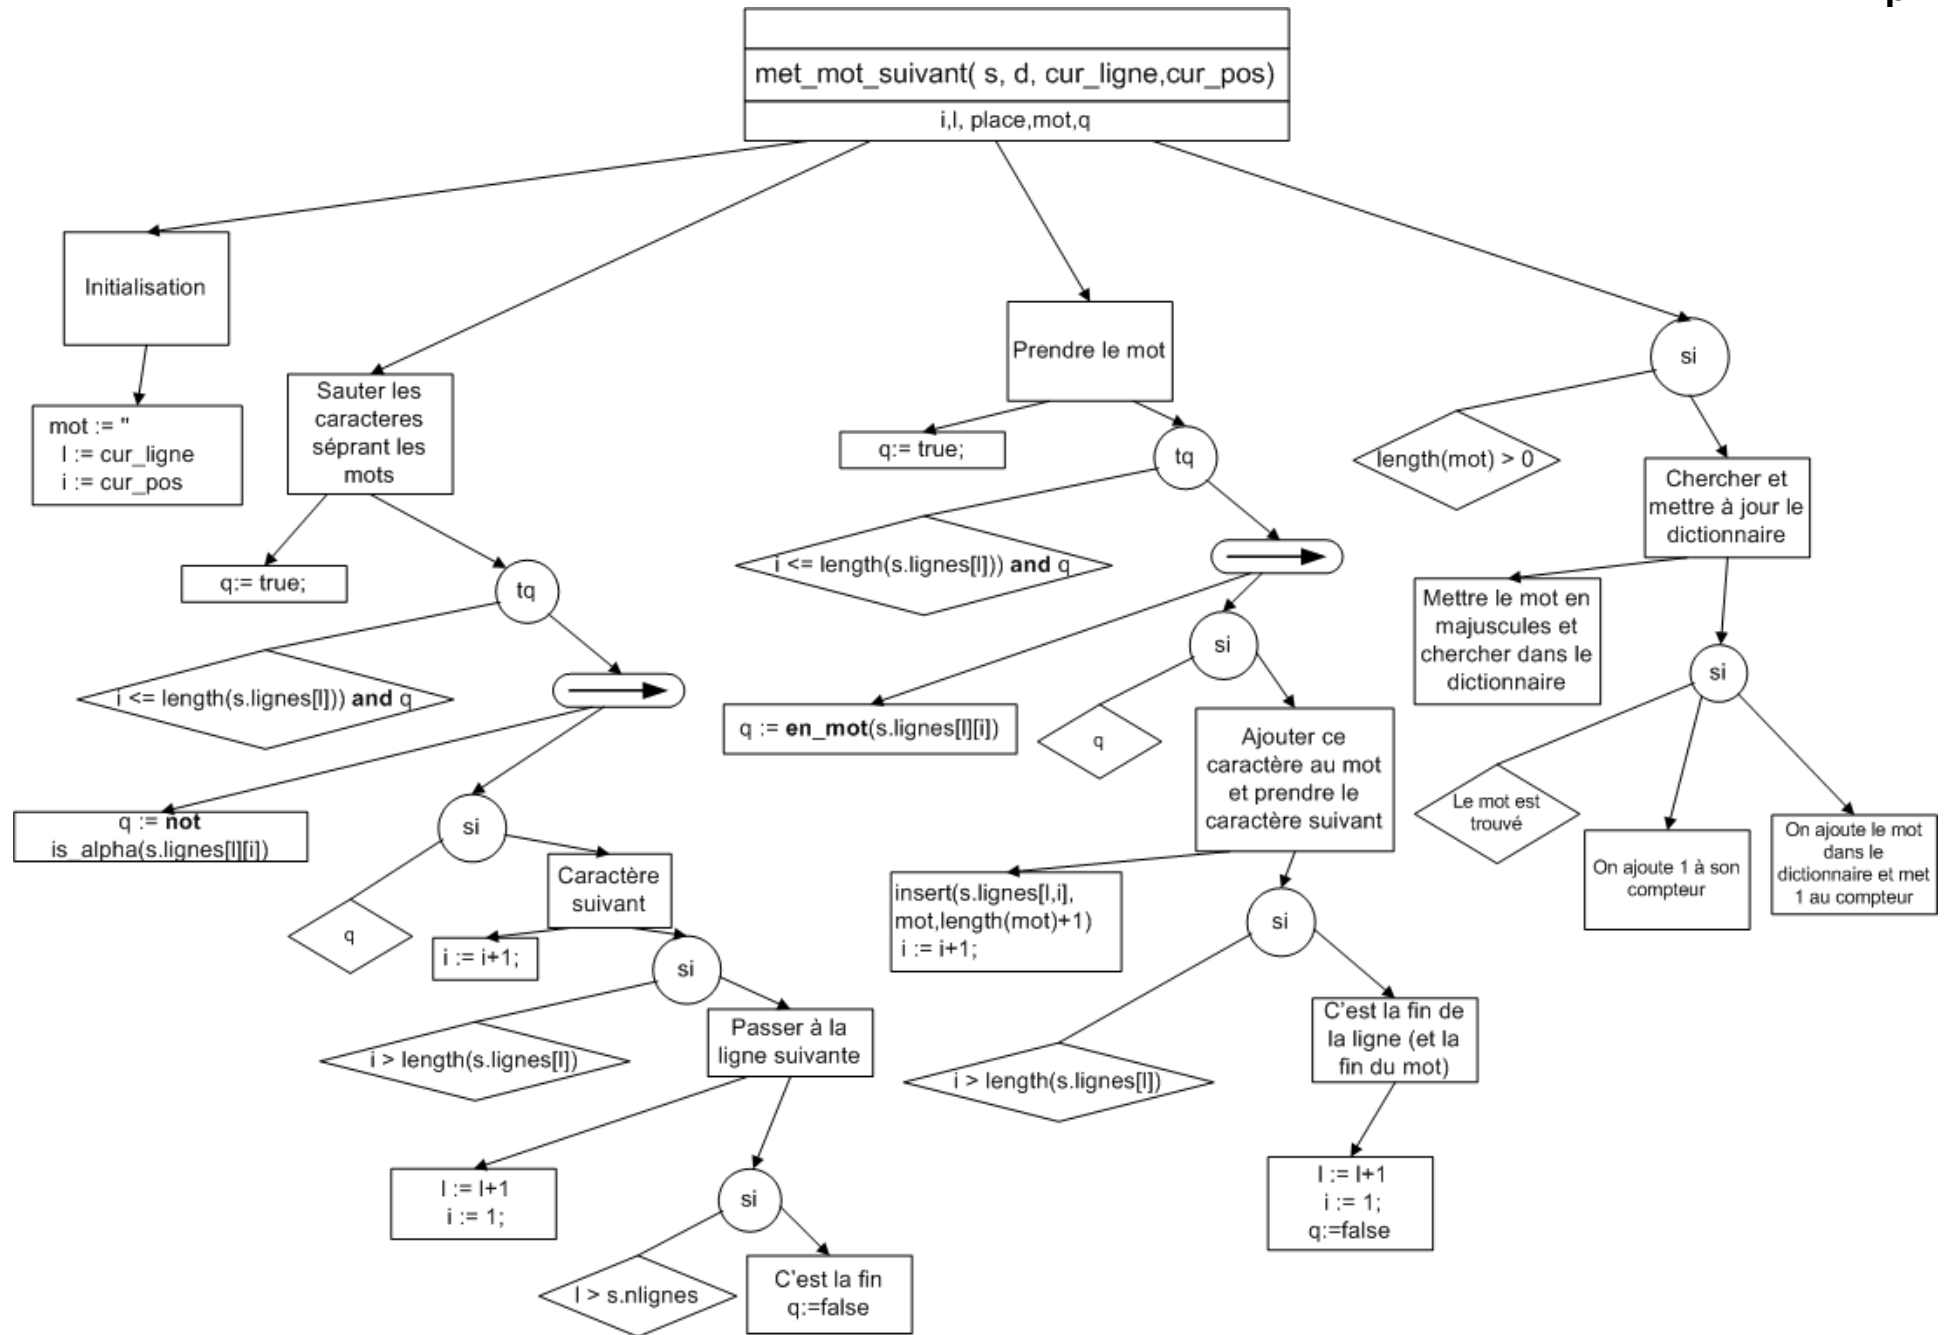 met_mot_suivant( s, d, cur_ligne,cur_pos)
i,l, place,mot,q
Initialisation
mot := ''
l := cur_ligne
i := cur_pos
Sauter les
caracteres
séprant les
mots
q:= true;
tq
i <= length(s.lignes[l])) and q
q := not
is_alpha(s.lignes[l][i])
si
q
Caractère
suivant
i := i+1;
si
i > length(s.lignes[l])
Passer à la
ligne suivante
l := l+1
i := 1;
si
l > s.nlignes
C'est la fin
q:=false
Prendre le mot
q:= true;
tq
i <= length(s.lignes[l])) and q
q := en_mot(s.lignes[l][i])
si
q
Ajouter ce
caractère au mot
et prendre le
caractère suivant
insert(s.lignes[l,i],
mot,length(mot)+1)
i := i+1;
si
i > length(s.lignes[l])
C'est la fin de
la ligne (et la
fin du mot)
l := l+1
i := 1;
q:=false
si
length(mot) > 0
Chercher et
mettre à jour le
dictionnaire
Mettre le mot en
majuscules et
chercher dans le
dictionnaire
si
Le mot est
trouvé
On ajoute 1 à son
compteur
On ajoute le mot
dans le
dictionnaire et met
1 au compteur